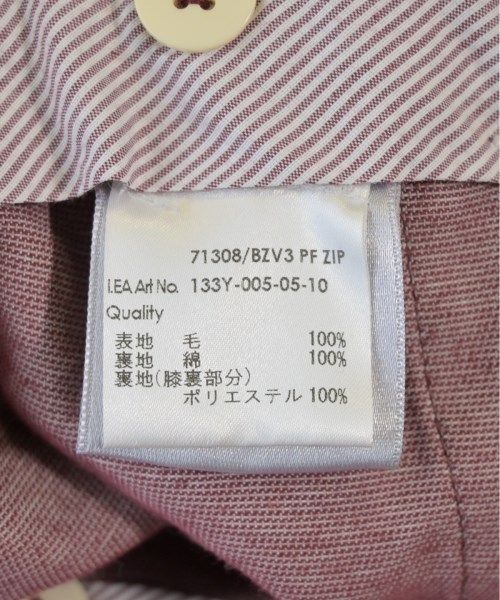 71308/BZV3 PF ZIP
I.E.A. Art No. 133Y-005-05-10
Quality
表地 毛 100%
裏地 綿 100%
裏地(膝裏部分)
ポリエステル 100%